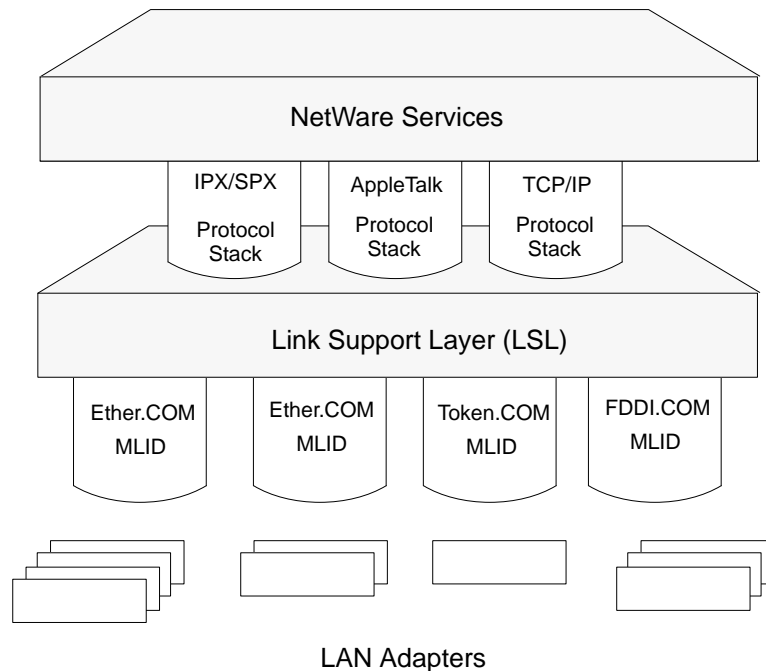 NetWare Services
IPX/SPX
Protocol
Stack
AppleTalk
Protocol
Stack
TCP/IP
Protocol
Stack
Link Support Layer (LSL)
Ether.COM
MLID
Ether.COM
MLID
Token.COM
MLID
FDDI.COM
MLID
LAN Adapters